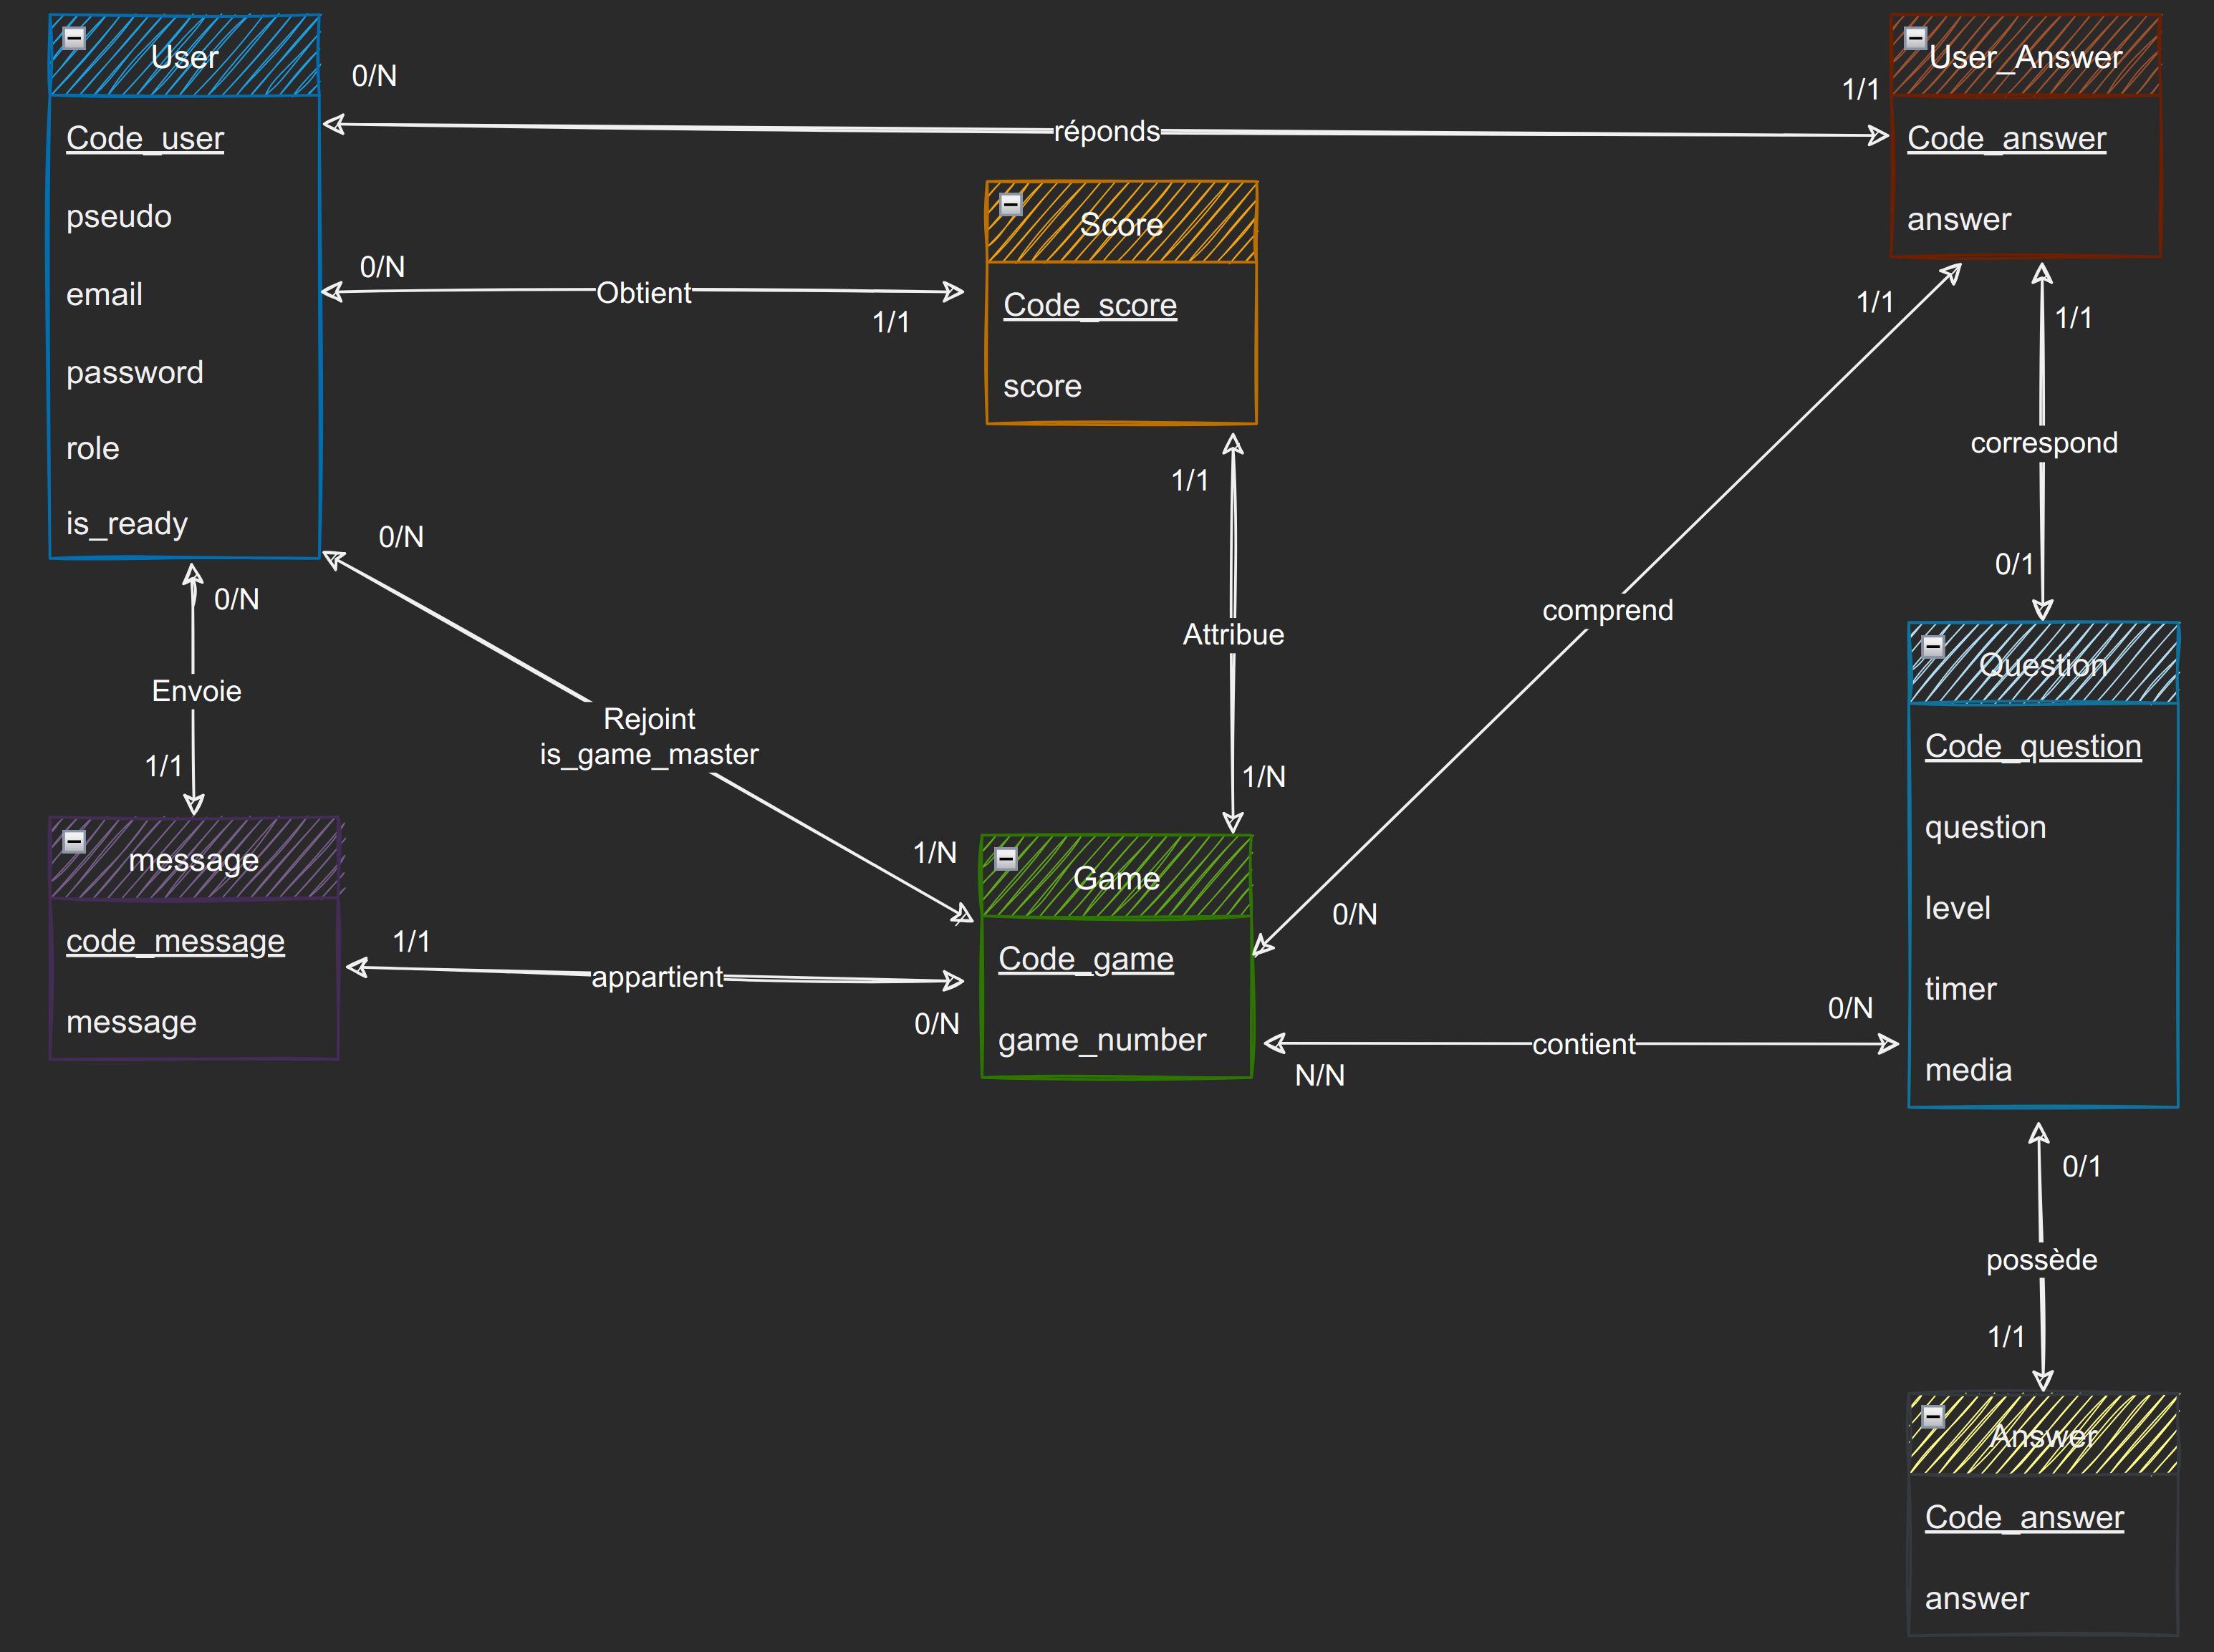 User
Code_user
pseudo
email
password
role
is_ready
0/N
réponds
1/1
User_Answer
Code_answer
answer
0/N
Obtient
1/1
Score
Code_score
score
1/1
Attribue
1/N
1/1
comprend
0/N
1/1
correspond
0/1
0/N
Rejoint
is_game_master
1/N
0/N
Envoie
1/1
message
code_message
message
1/1
appartient
0/N
Game
Code_game
game_number
N/N
contient
0/N
Question
Code_question
question
level
timer
media
0/1
possède
1/1
Answer
Code_answer
answer